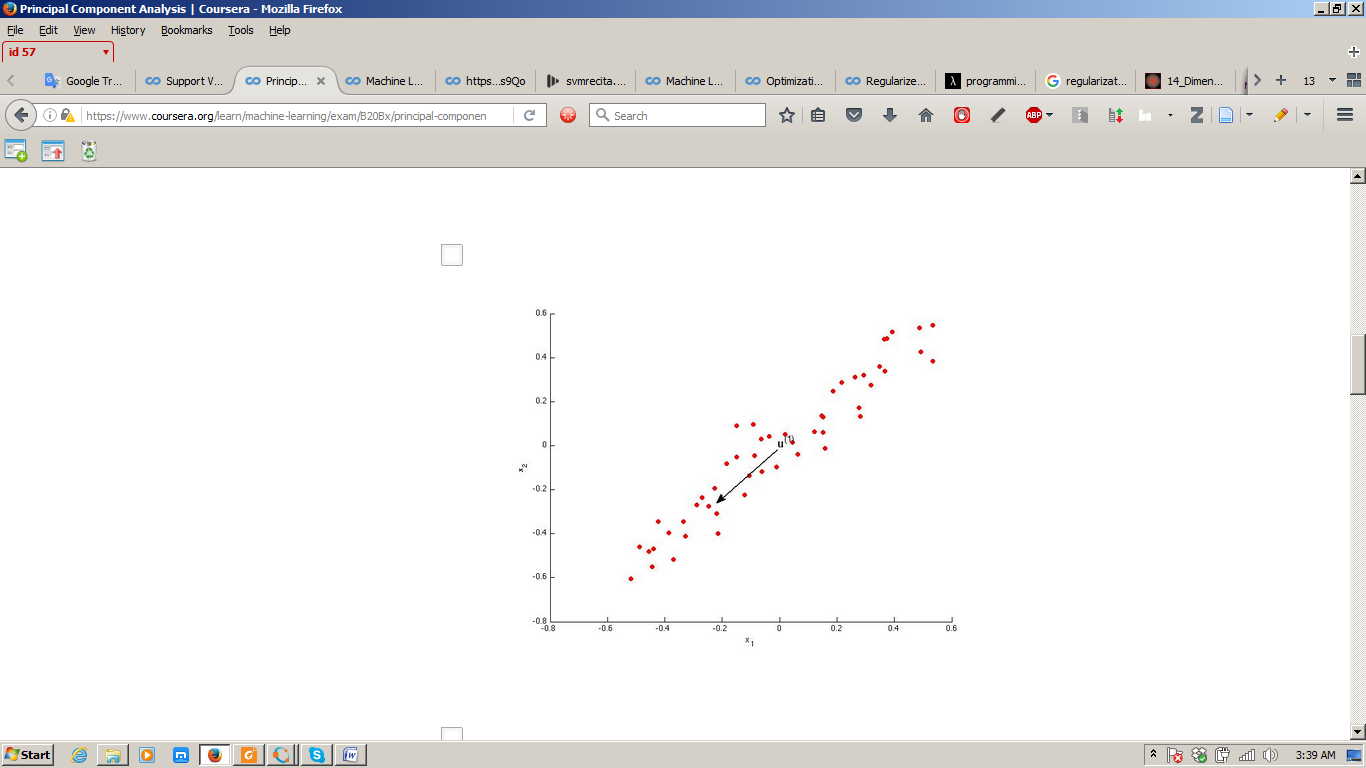 Principal Component Analysis | Coursera - Mozilla Firefox
File Edit View History Bookmarks Tools Help
id 57
Google Tr... Support V... Princip... Machine L... https...s9Qo svmrecita.... Machine L... Optimizati... Regularize... programmi... regularizat... 14_Dimen... 13
https://www.coursera.org/learn/machine-learning/exam/B20Bx/principal-componen Search ABP
0.6
0.4
0.2
0
-0.2
-0.4
-0.6
-0.8
x2
u(1)
-0.8 -0.6 -0.4 -0.2 0 0.2 0.4 0.6
x1
Start 3:39 AM